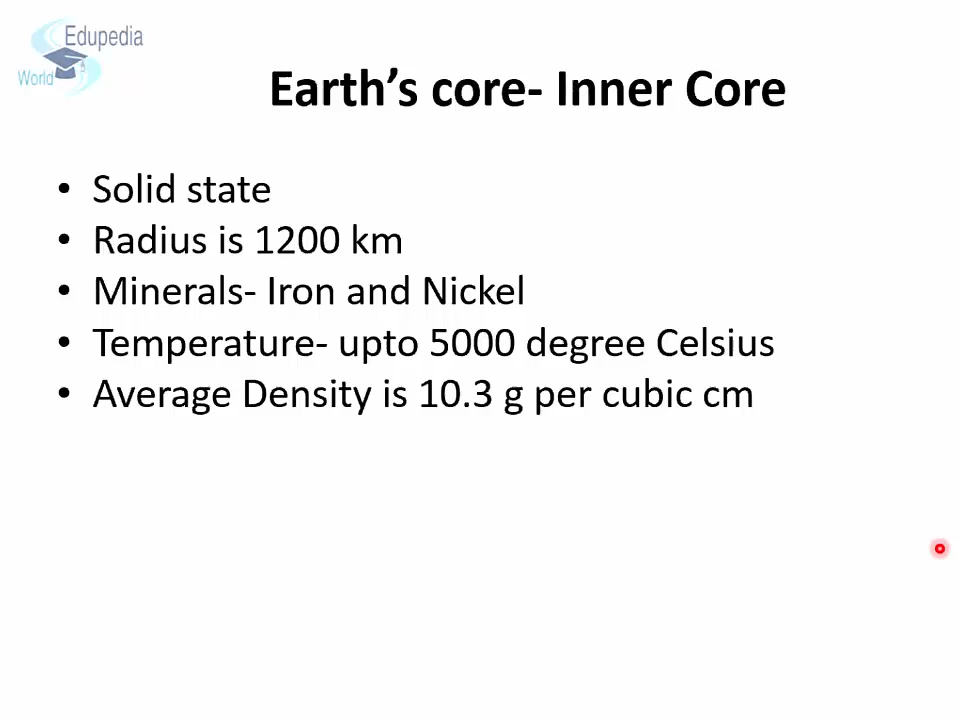 Edupedia
World
Earth's core- Inner Core
• Solid state
• Radius is 1200 km
• Minerals- Iron and Nickel
• Temperature- upto 5000 degree Celsius
• Average Density is 10.3 g per cubic cm